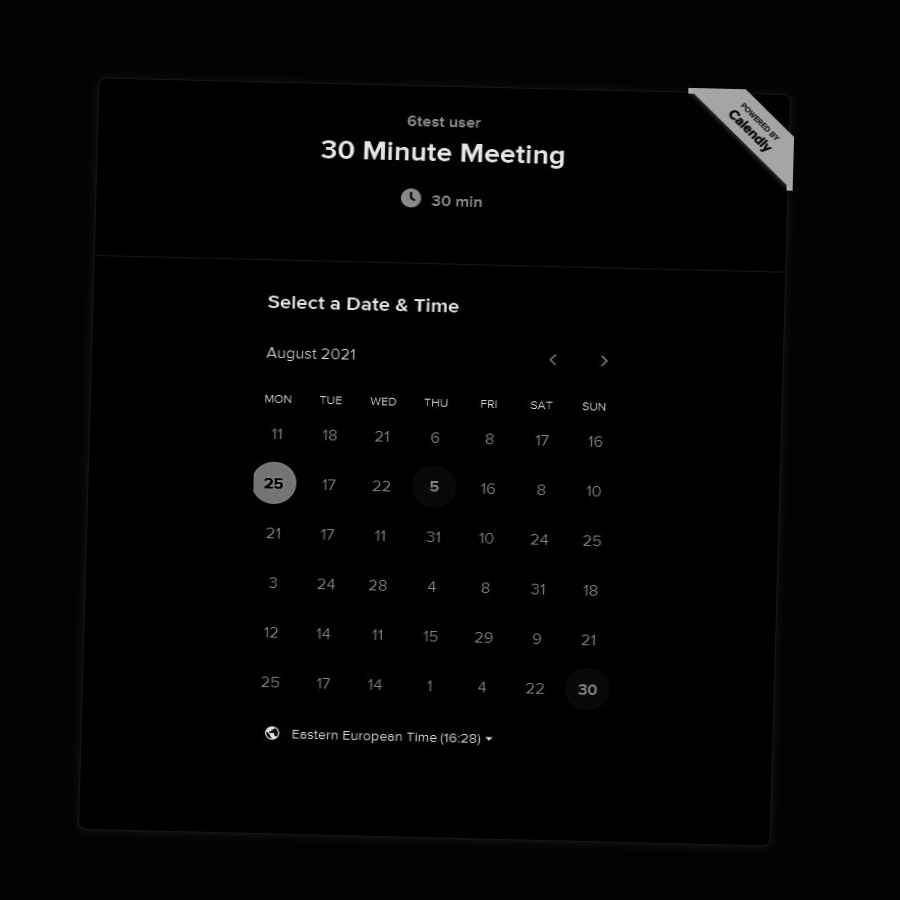 POWERED BY
Calendly
6test user
30 Minute Meeting
30 min
Select a Date & Time
August 2021
MON TUE WED THU FRI SAT SUN
11 18 21 6 8 17 16
25 17 22 5 16 8 10
21 17 11 31 10 24 25
3 24 28 4 8 31 18
12 14 11 15 29 9 21
25 17 14 1 4 22 30
Eastern European Time (16:28)